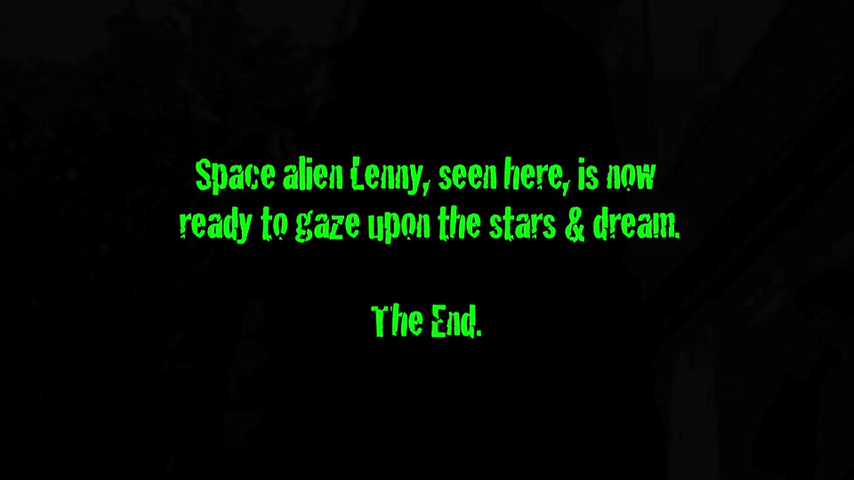 Space alien Lenny, seen here, is now
ready to gaze upon the stars & dream.
The End.